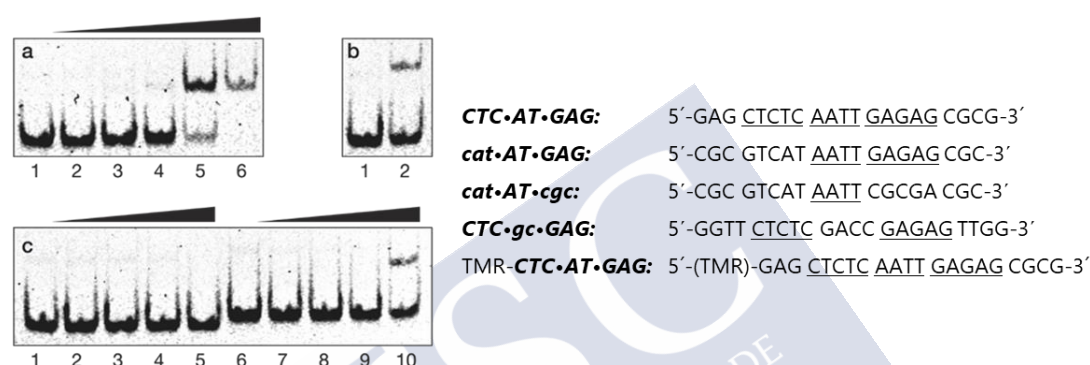 a
1 2 3 4 5 6
b
1 2
c
1 2 3 4 5 6 7 8 9 10
CTC•AT•GAG: 5´-GAG CTCTC AATT GAGAG CGCG-3´
cat•AT•GAG: 5´-CGC GTCAT AATT GAGAG CGC-3´
cat•AT•cgc: 5´-CGC GTCAT AATT CGCGA CGC-3´
CTC•gc•GAG: 5´-GGTT CTCTC GACC GAGAG TTGG-3´
TMR-CTC•AT•GAG: 5´-(TMR)-GAG CTCTC AATT GAGAG CGCG-3´
SC
DE